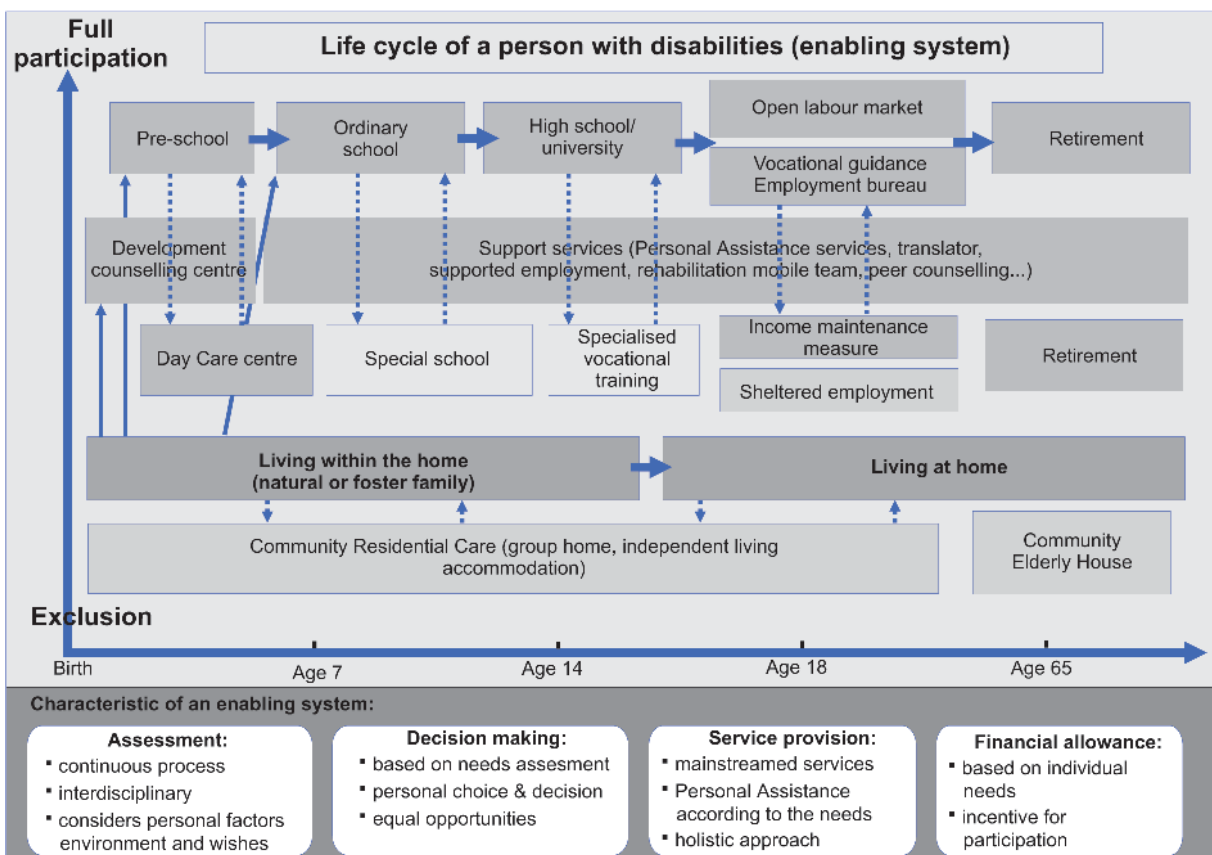 Full
participation
Life cycle of a person with disabilities (enabling system)
Pre-school
Ordinary
school
High school/
university
Open labour market
Vocational guidance
Employment bureau
Retirement
Development
counselling centre
Support services (Personal Assistance services, translator,
supported employment, rehabilitation mobile team, peer counselling...)
Day Care centre
Special school
Specialised
vocational
training
Income maintenance
measure
Sheltered employment
Retirement
Living within the home
(natural or foster family)
Living at home
Community Residential Care (group home, independent living
accommodation)
Community
Elderly House
Exclusion
Birth
Age 7
Age 14
Age 18
Age 65
Characteristic of an enabling system:
Assessment:
▪ continuous process
▪ interdisciplinary
▪ considers personal factors
environment and wishes
Decision making:
▪ based on needs assesment
▪ personal choice & decision
▪ equal opportunities
Service provision:
▪ mainstreamed services
▪ Personal Assistance
according to the needs
▪ holistic approach
Financial allowance:
▪ based on individual
needs
▪ incentive for
participation